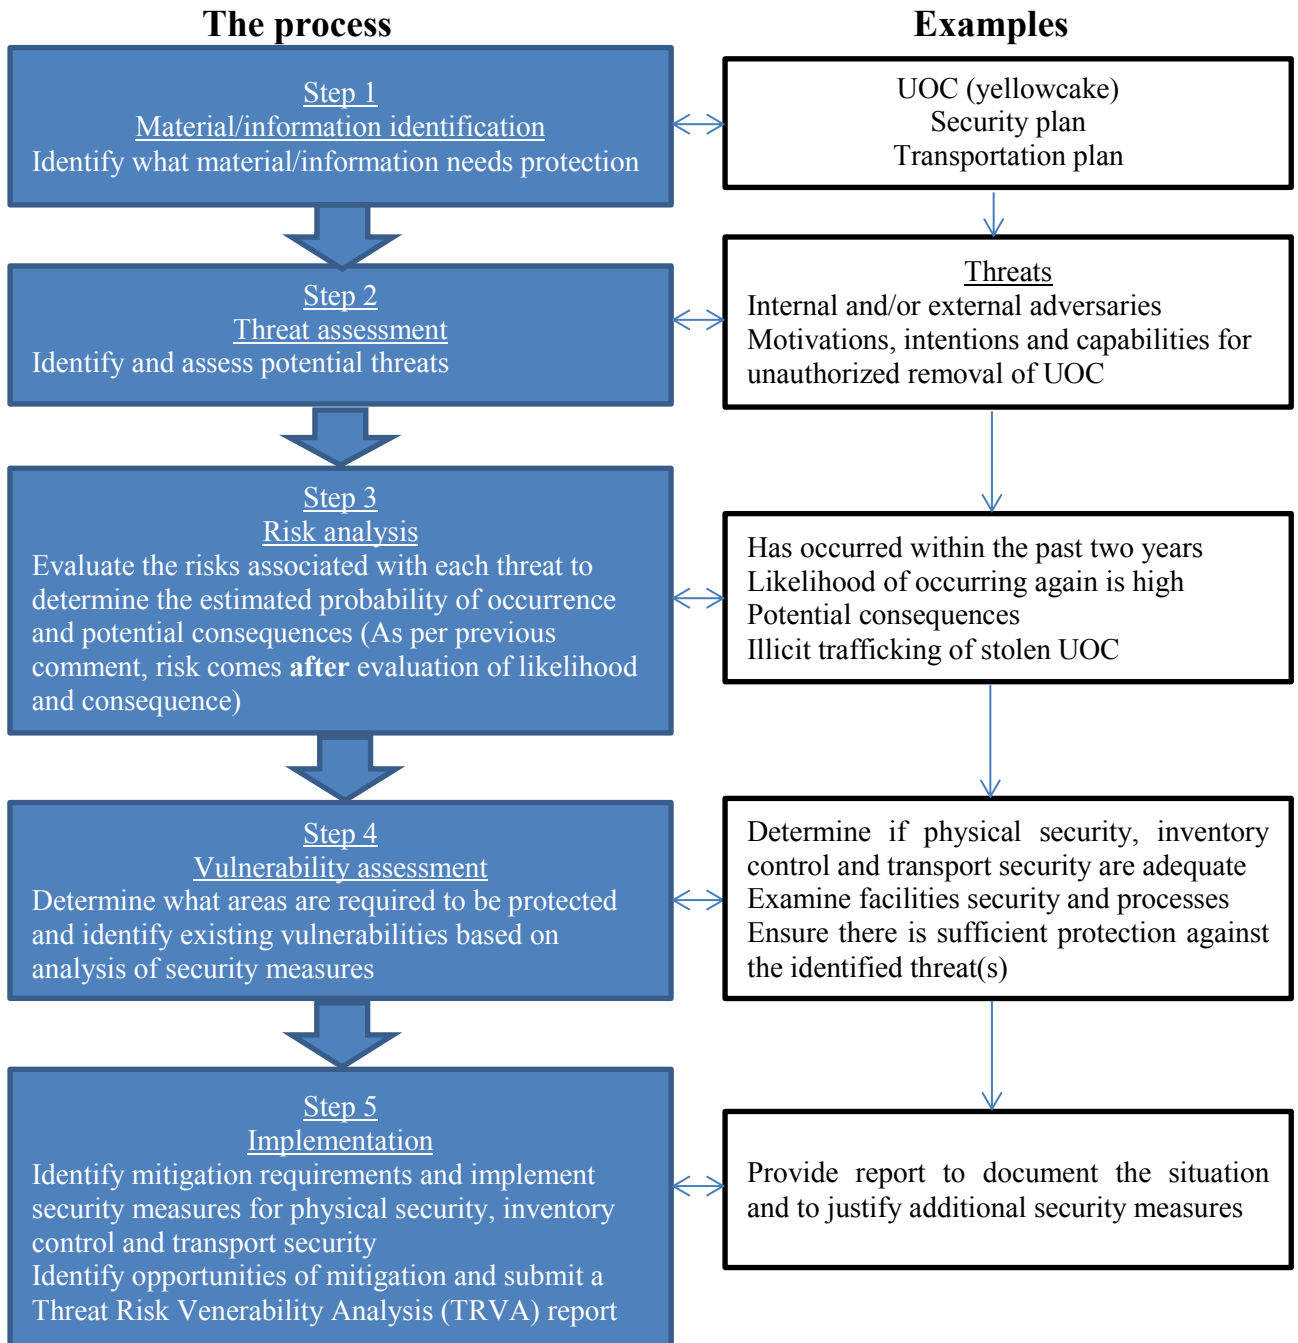 The process
Examples
Step 1
Material/information identification
Identify what material/information needs protection
UOC (yellowcake)
Security plan
Transportation plan
Step 2
Threat assessment
Identify and assess potential threats
Threats
Internal and/or external adversaries
Motivations, intentions and capabilities for
unauthorized removal of UOC
Step 3
Risk analysis
Evaluate the risks associated with each threat to
determine the estimated probability of occurrence
and potential consequences (As per previous
comment, risk comes after evaluation of likelihood
and consequence)
Has occurred within the past two years
Likelihood of occurring again is high
Potential consequences
Illicit trafficking of stolen UOC
Step 4
Vulnerability assessment
Determine what areas are required to be protected
and identify existing vulnerabilities based on
analysis of security measures
Determine if physical security, inventory
control and transport security are adequate
Examine facilities security and processes
Ensure there is sufficient protection against
the identified threat(s)
Step 5
Implementation
Identify mitigation requirements and implement
security measures for physical security, inventory
control and transport security
Identify opportunities of mitigation and submit a
Threat Risk Venerability Analysis (TRVA) report
Provide report to document the situation
and to justify additional security measures